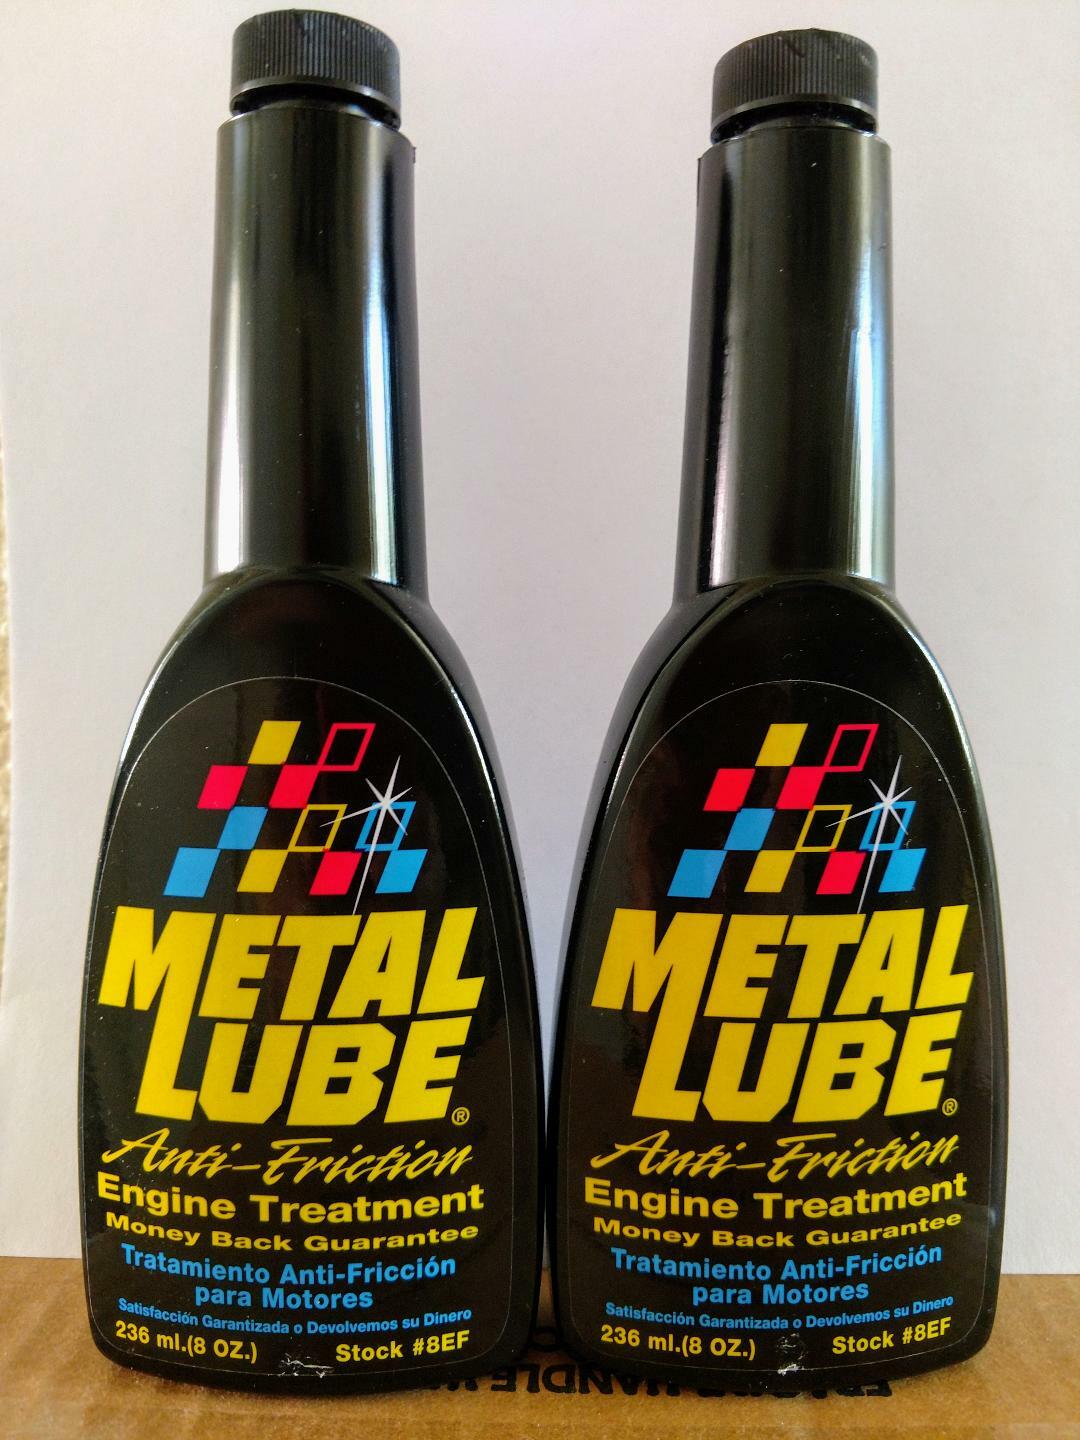 METAL
LUBE®
Anti-Friction
Engine Treatment
Money Back Guarantee
Tratamiento Anti-Fricción
para Motores
Satisfacción Garantizada o Devolvemos su Dinero
236 ml.(8 OZ.) Stock #8EF
METAL
LUBE®
Anti-Friction
Engine Treatment
Money Back Guarantee
Tratamiento Anti-Fricción
para Motores
Satisfacción Garantizada o Devolvemos su Dinero
236 ml.(8 OZ.) Stock #8EF
HANDLE